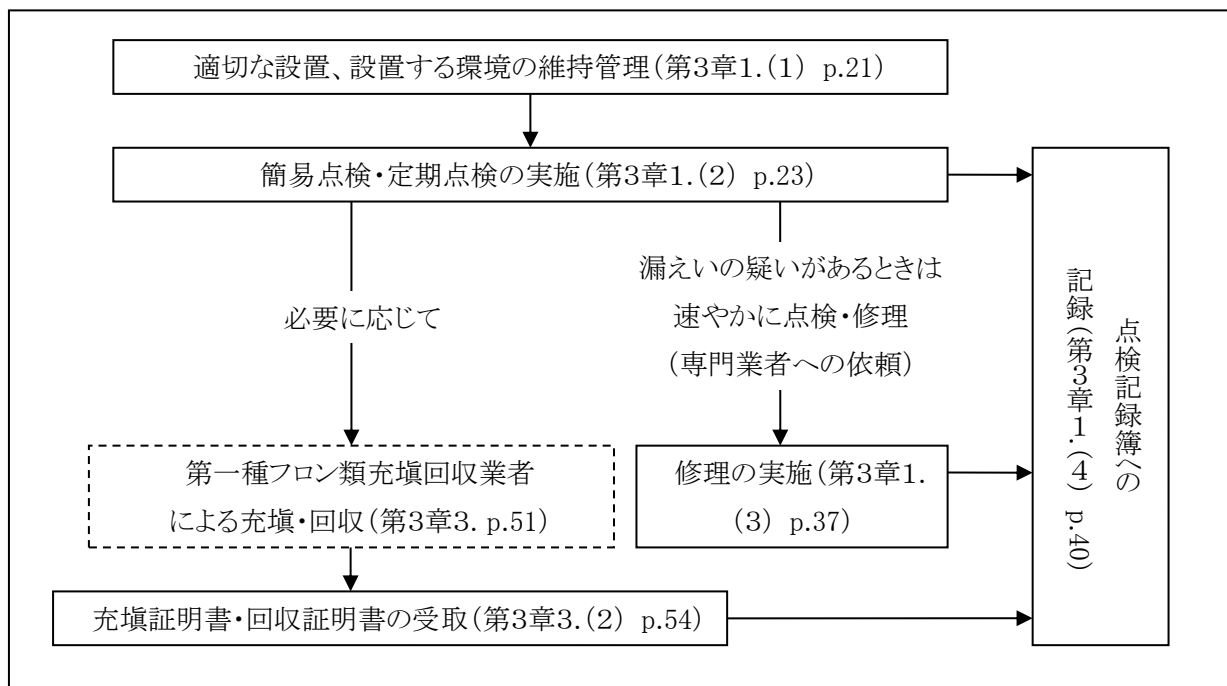 適切な設置、設置する環境の維持管理(第3章1.(1) p.21)
簡易点検・定期点検の実施(第3章1.(2) p.23)
必要に応じて
漏えいの疑いがあるときは
速やかに点検・修理
(専門業者への依頼)
第一種フロン類充塡回収業者
による充塡・回収(第3章3. p.51)
修理の実施(第3章1.
(3) p.37)
充塡証明書・回収証明書の受取(第3章3.(2) p.54)
点検記録簿への
記録(第3章1.(4) p.40)